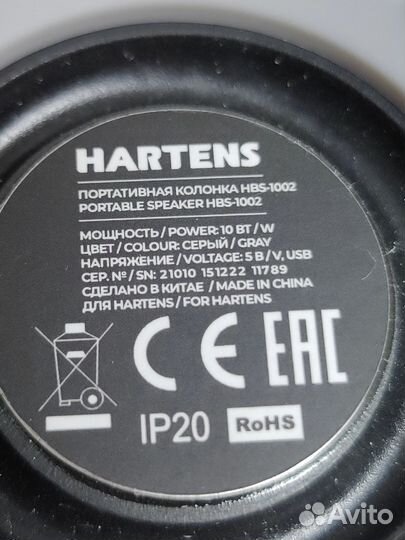 HARTENS
ПОРТАТИВНАЯ КОЛОНКА HBS-1002
PORTABLE SPEAKER HBS-1002
МОЩНОСТЬ / POWER: 10 ВТ / W
ЦВЕТ / COLOUR: СЕРЫЙ / GRAY
НАПРЯЖЕНИЕ / VOLTAGE: 5 В / V, USB
СЕР. № / SN: 21010 151222 11789
СДЕЛАНО В КИТАЕ / MADE IN CHINA
ДЛЯ HARTENS / FOR HARTENS
CE EAC
IP20 RoHS
Avito